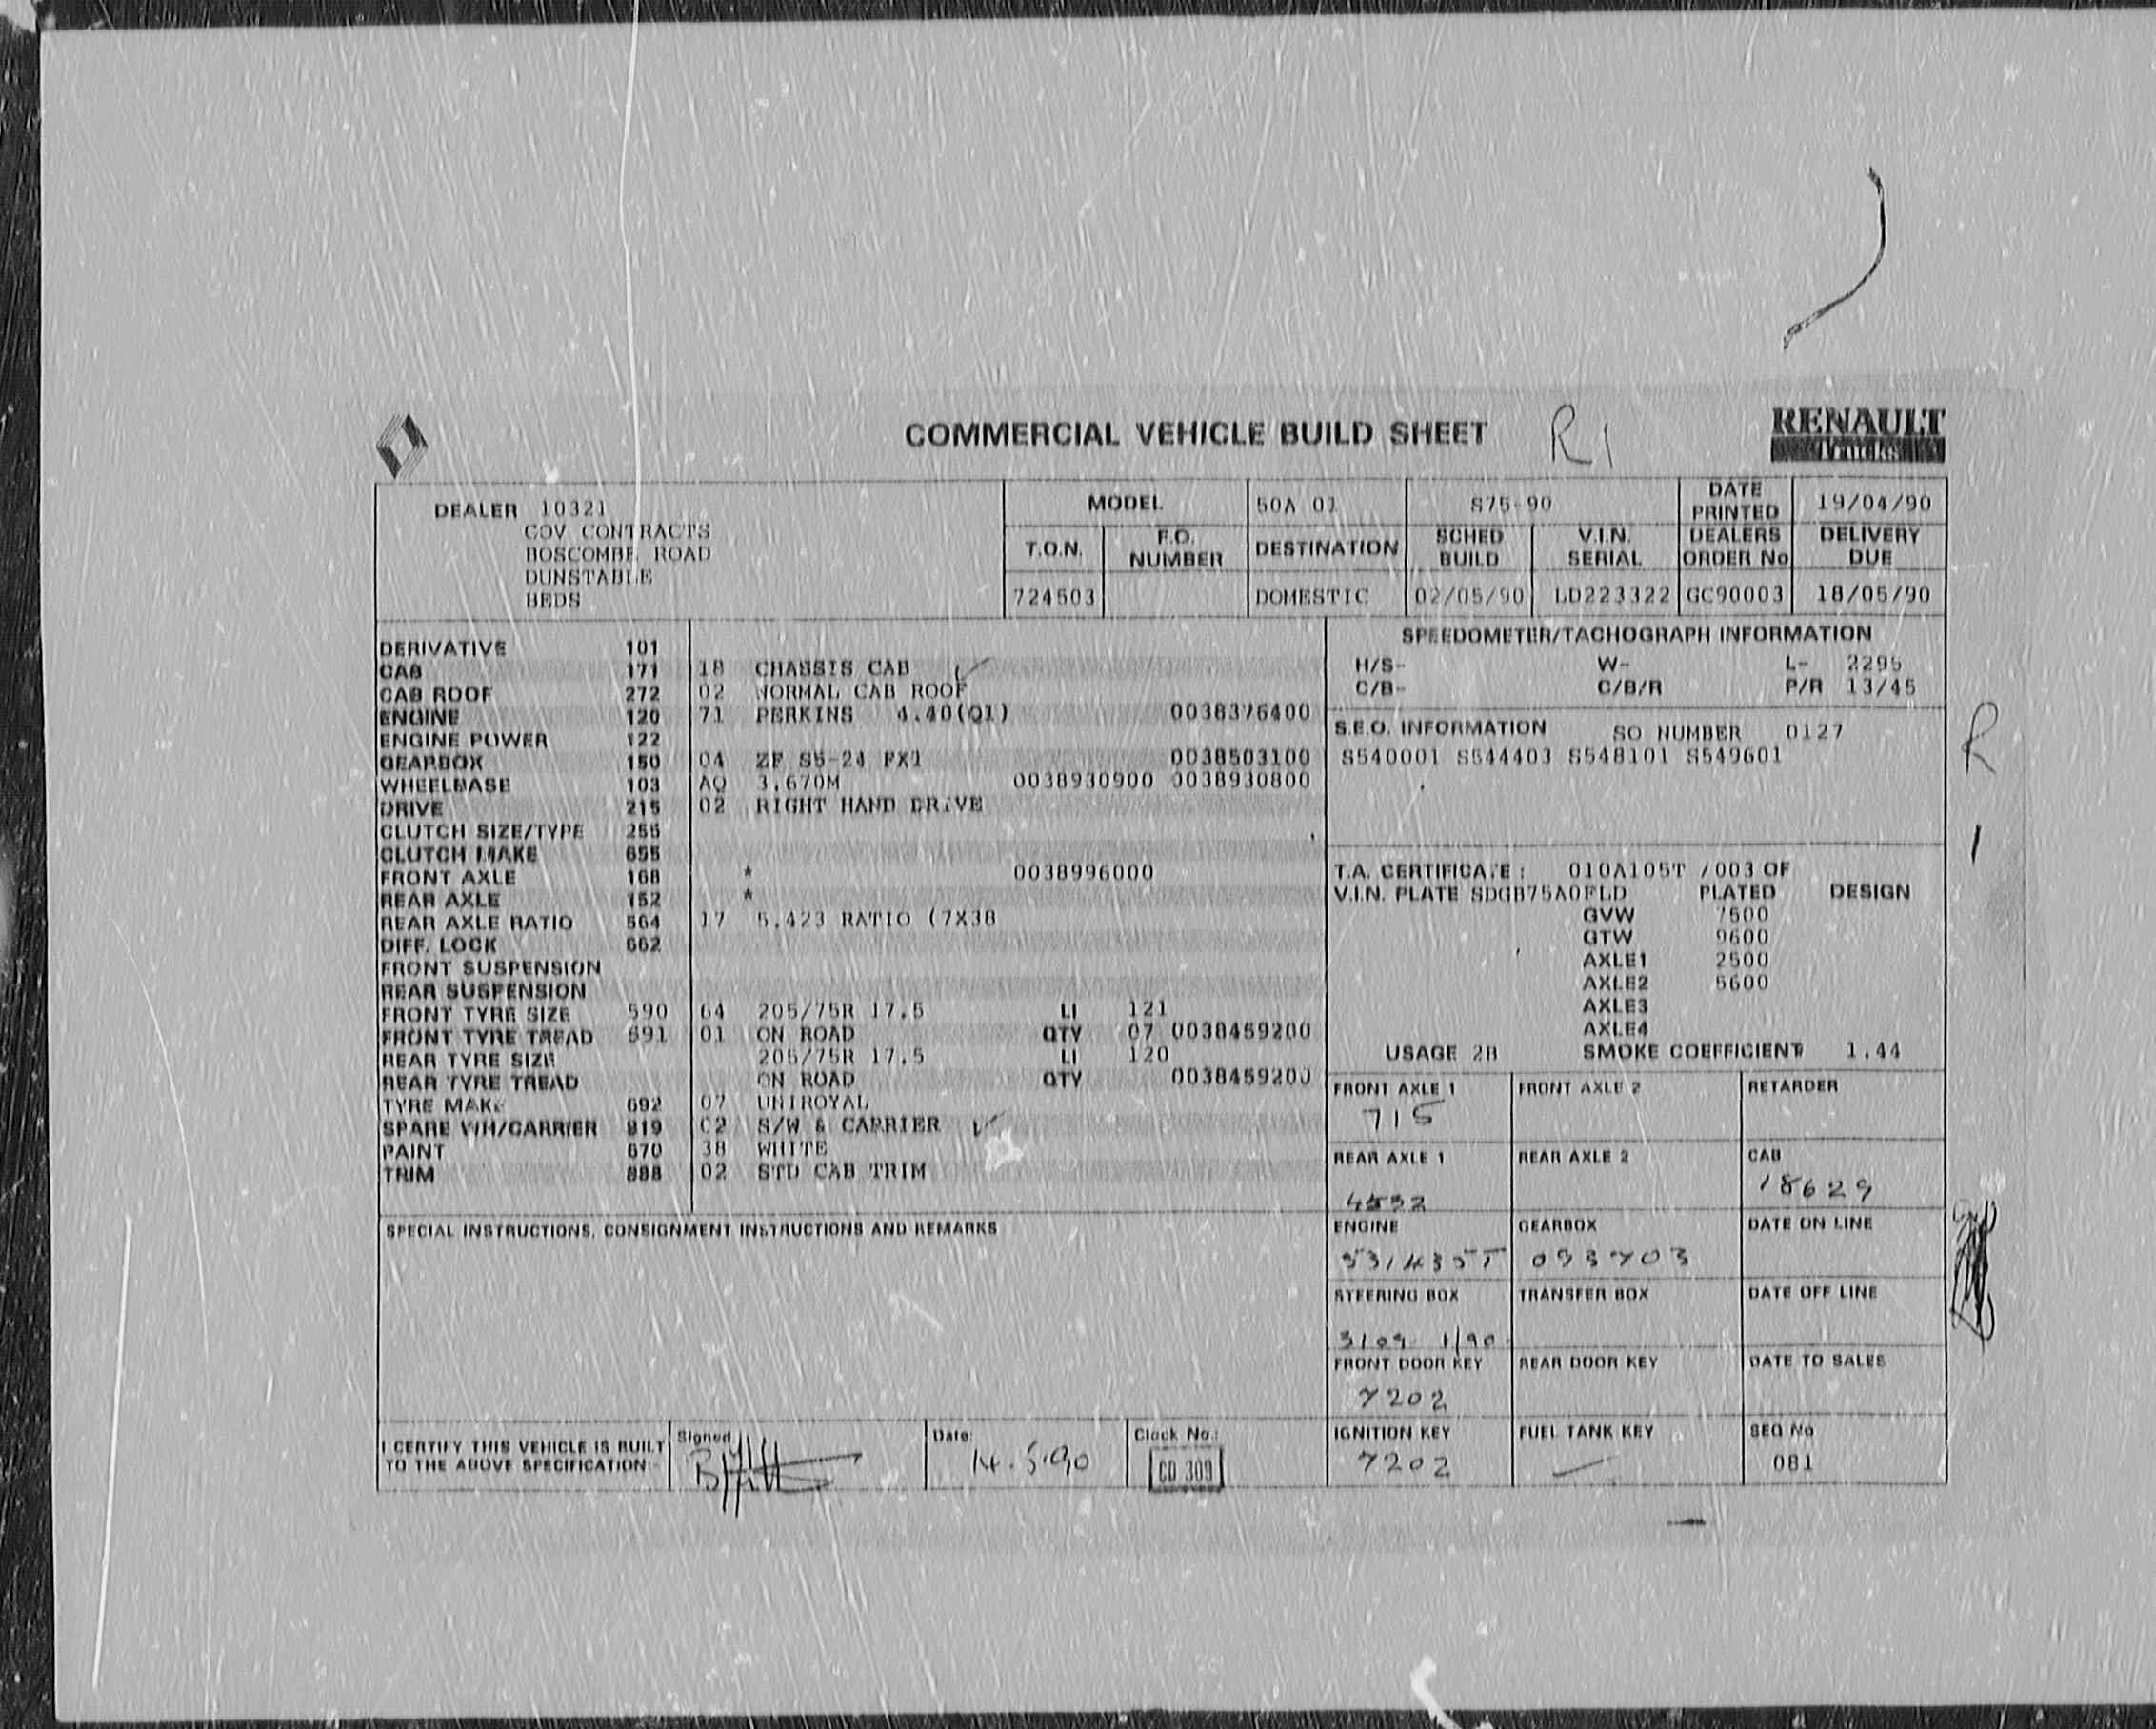 COMMERCIAL VEHICLE BUILD SHEET R1
RENAULT
Trucks
DEALER 10321
COV CONTRACTS
BOSCOMBE ROAD
DUNSTABLE
BEDS
MODEL 50A 01 S75-90 DATE PRINTED 19/04/90
T.O.N. F.O. NUMBER DESTINATION SCHED BUILD V.I.N. SERIAL DEALERS ORDER No DELIVERY DUE
724503 DOMESTIC 02/05/90 LD223322 GC90003 18/05/90
DERIVATIVE 101
CAB 171 18 CHASSIS CAB ✓
CAB ROOF 272 02 NORMAL CAB ROOF
ENGINE 120 71 PERKINS 4.40(Q1) 0038376400
ENGINE POWER 122
GEARBOX 150 04 ZF S5-24 FX1 0038503100
WHEELBASE 103 AQ 3.670M 0038930900 0038930800
DRIVE 215 02 RIGHT HAND DRIVE
CLUTCH SIZE/TYPE 255
CLUTCH MAKE 655
FRONT AXLE 168 * 0038996000
REAR AXLE 152 *
REAR AXLE RATIO 564 17 5.423 RATIO (7X38
DIFF. LOCK 662
FRONT SUSPENSION
REAR SUSPENSION
FRONT TYRE SIZE 590 64 205/75R 17.5 LI 121
FRONT TYRE TREAD 591 01 ON ROAD QTY 07 0038459200
REAR TYRE SIZE 205/75R 17.5 LI 120
REAR TYRE TREAD ON ROAD QTY 0038459200
TYRE MAKE 692 07 UNIROYAL
SPARE WH/CARRIER 819 02 S/W & CARRIER ✓
PAINT 670 38 WHITE
TRIM 888 02 STD CAB TRIM
SPEEDOMETER/TACHOGRAPH INFORMATION
H/S- W- L- 2295
C/B- C/B/R P/R 13/45
S.E.O. INFORMATION SO NUMBER 0127
S540001 S544403 S548101 S549601
R
1
T.A. CERTIFICATE: 010A105T /003 OF
V.I.N. PLATE SDGB75A0FLD PLATED DESIGN
GVW 7500
GTW 9600
AXLE1 2500
AXLE2 5600
AXLE3
AXLE4
USAGE 2H SMOKE COEFFICIENT 1.44
FRONT AXLE 1 FRONT AXLE 2 RETARDER
715
REAR AXLE 1 REAR AXLE 2 CAB
4532 18629
ENGINE GEARBOX DATE ON LINE
093703
STEERING BOX TRANSFER BOX DATE OFF LINE
3109 1/90
FRONT DOOR KEY REAR DOOR KEY DATE TO SALES
7202
IGNITION KEY FUEL TANK KEY SEQ No
7202 081
SPECIAL INSTRUCTIONS, CONSIGNMENT INSTRUCTIONS AND REMARKS
I CERTIFY THIS VEHICLE IS BUILT
TO THE ABOVE SPECIFICATION:-
Signed
Date: 14.5.90
Clock No.: CD 309